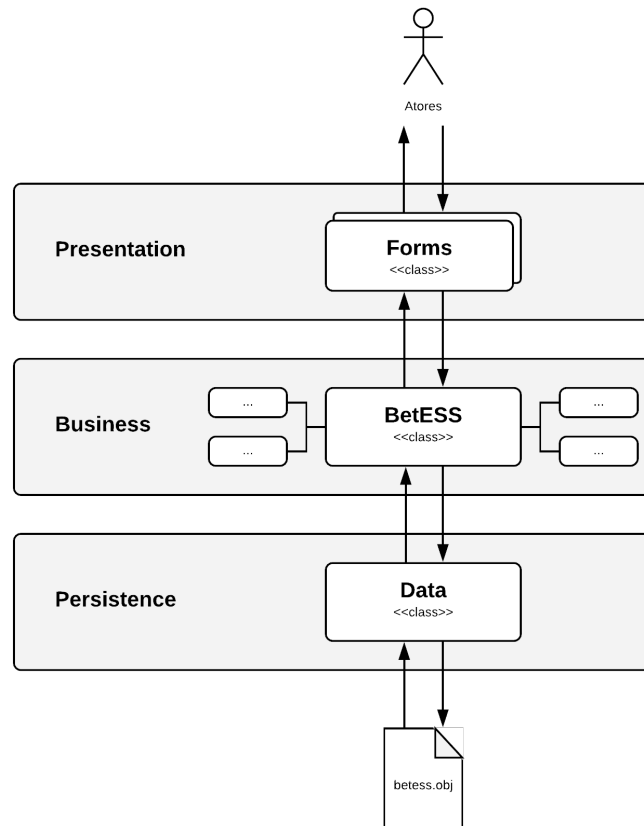 Atores
Presentation
Forms
<<class>>
Business
...
...
BetESS
<<class>>
...
...
Persistence
Data
<<class>>
betess.obj